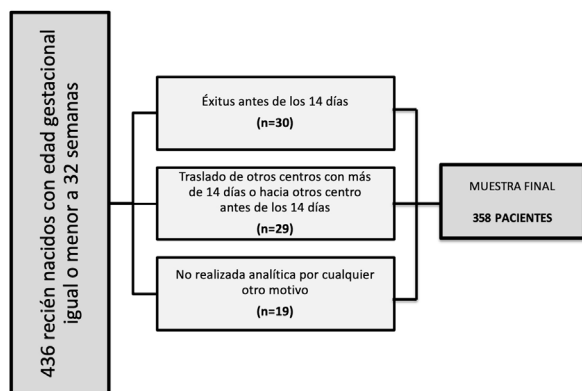 436 recién nacidos con edad gestacional
igual o menor a 32 semanas
Éxitus antes de los 14 días
(n=30)
Traslado de otros centros con más
de 14 días o hacia otros centro
antes de los 14 días
(n=29)
No realizada analítica por cualquier
otro motivo
(n=19)
MUESTRA FINAL
358 PACIENTES